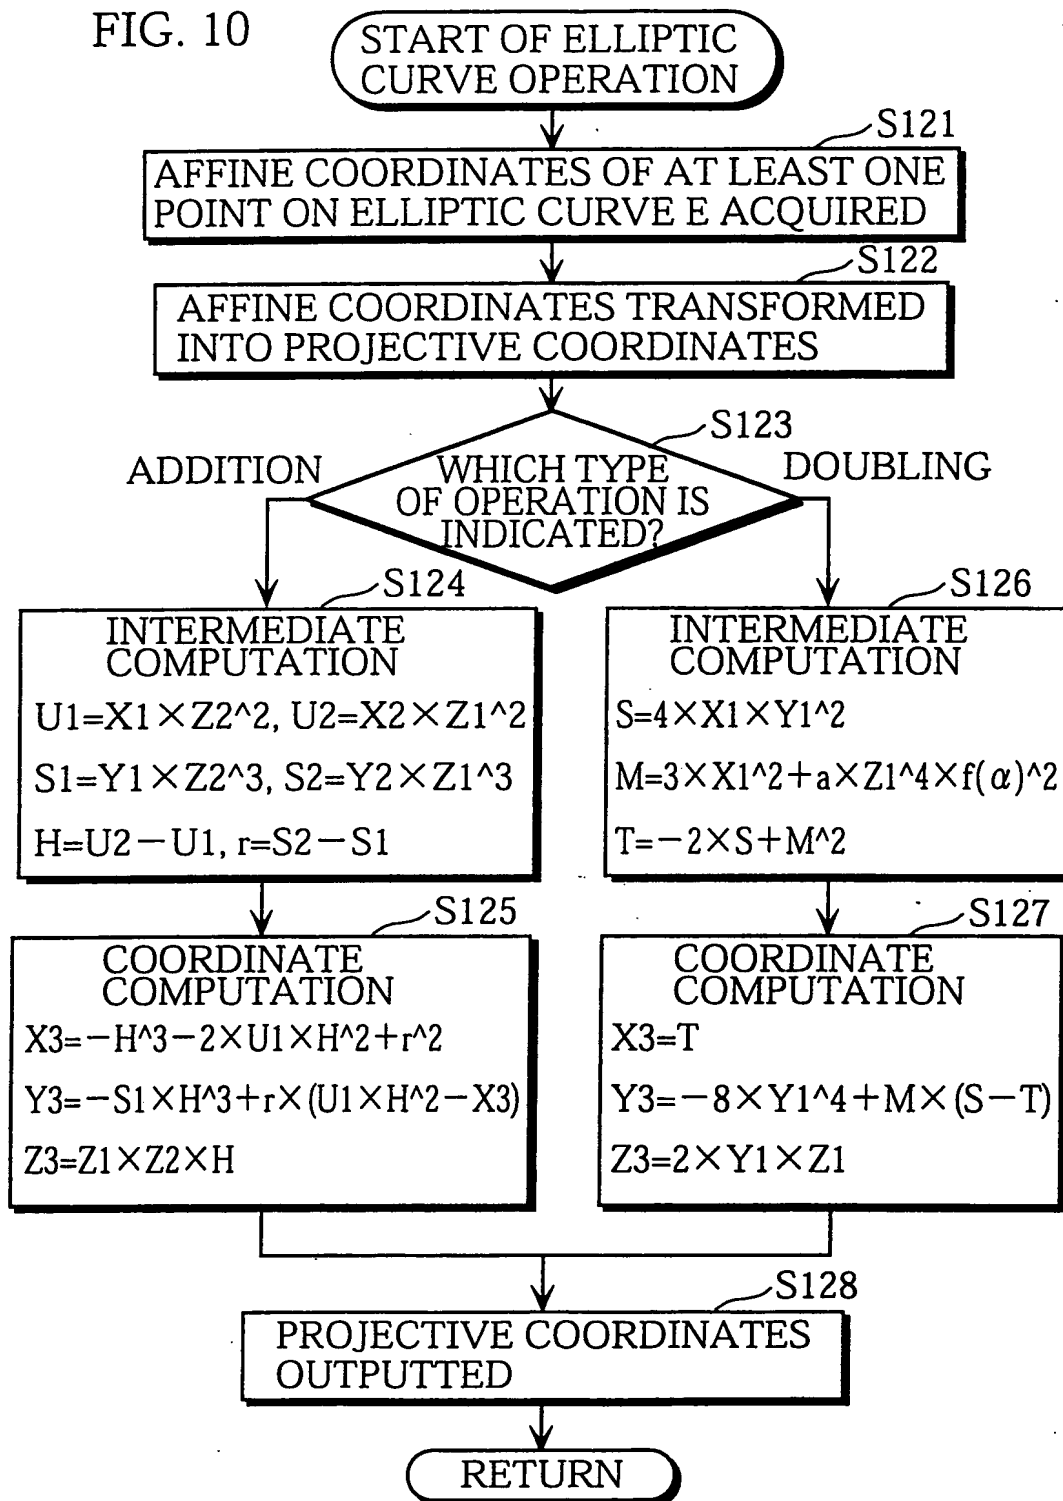 FIG. 10
START OF ELLIPTIC
CURVE OPERATION
S121
AFFINE COORDINATES OF AT LEAST ONE
POINT ON ELLIPTIC CURVE E ACQUIRED
S122
AFFINE COORDINATES TRANSFORMED
INTO PROJECTIVE COORDINATES
S123
ADDITION
WHICH TYPE
OF OPERATION IS
INDICATED?
DOUBLING
S124
INTERMEDIATE
COMPUTATION
U1=X1×Z2^2, U2=X2×Z1^2
S1=Y1×Z2^3, S2=Y2×Z1^3
H=U2−U1, r=S2−S1
S126
INTERMEDIATE
COMPUTATION
S=4×X1×Y1^2
M=3×X1^2+a×Z1^4×f(α)^2
T=−2×S+M^2
S125
COORDINATE
COMPUTATION
X3=−H^3−2×U1×H^2+r^2
Y3=−S1×H^3+r×(U1×H^2−X3)
Z3=Z1×Z2×H
S127
COORDINATE
COMPUTATION
X3=T
Y3=−8×Y1^4+M×(S−T)
Z3=2×Y1×Z1
S128
PROJECTIVE COORDINATES
OUTPUTTED
RETURN